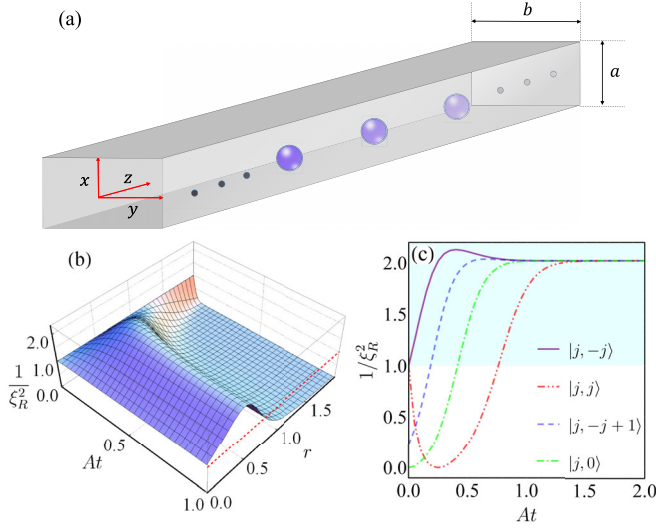 (a)
b
a
x
z
y
(b)
2.0
1.0
0.0
1/ξ_R^2
0.5
1.0
At
0.0
0.5
1.0
1.5
r
(c)
2.0
1.5
1.0
0.5
0.0
1/ξ_R^2
|j, −j⟩
|j, j⟩
|j, −j+1⟩
|j, 0⟩
0.0 0.5 1.0 1.5 2.0
At